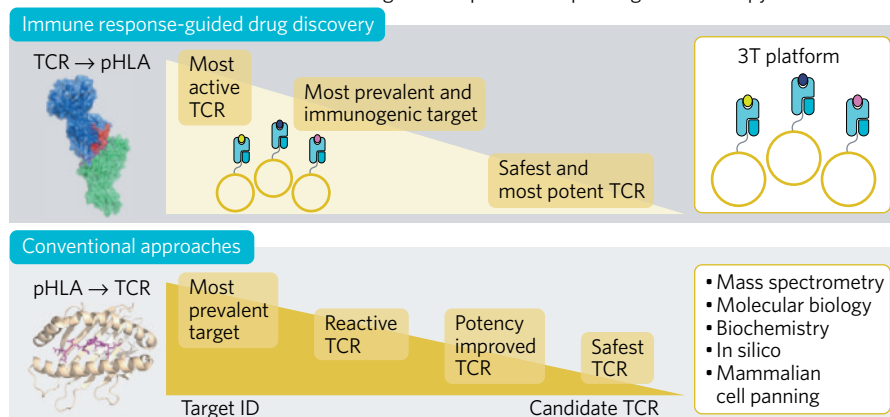 Immune response-guided drug discovery
TCR → pHLA
Most
active
TCR
Most prevalent and
immunogenic target
Safest and
most potent TCR
3T platform
Conventional approaches
pHLA → TCR
Most
prevalent
target
Reactive
TCR
Potency
improved
TCR
Safest
TCR
Target ID
Candidate TCR
• Mass spectrometry
• Molecular biology
• Biochemistry
• In silico
• Mammalian
cell panning